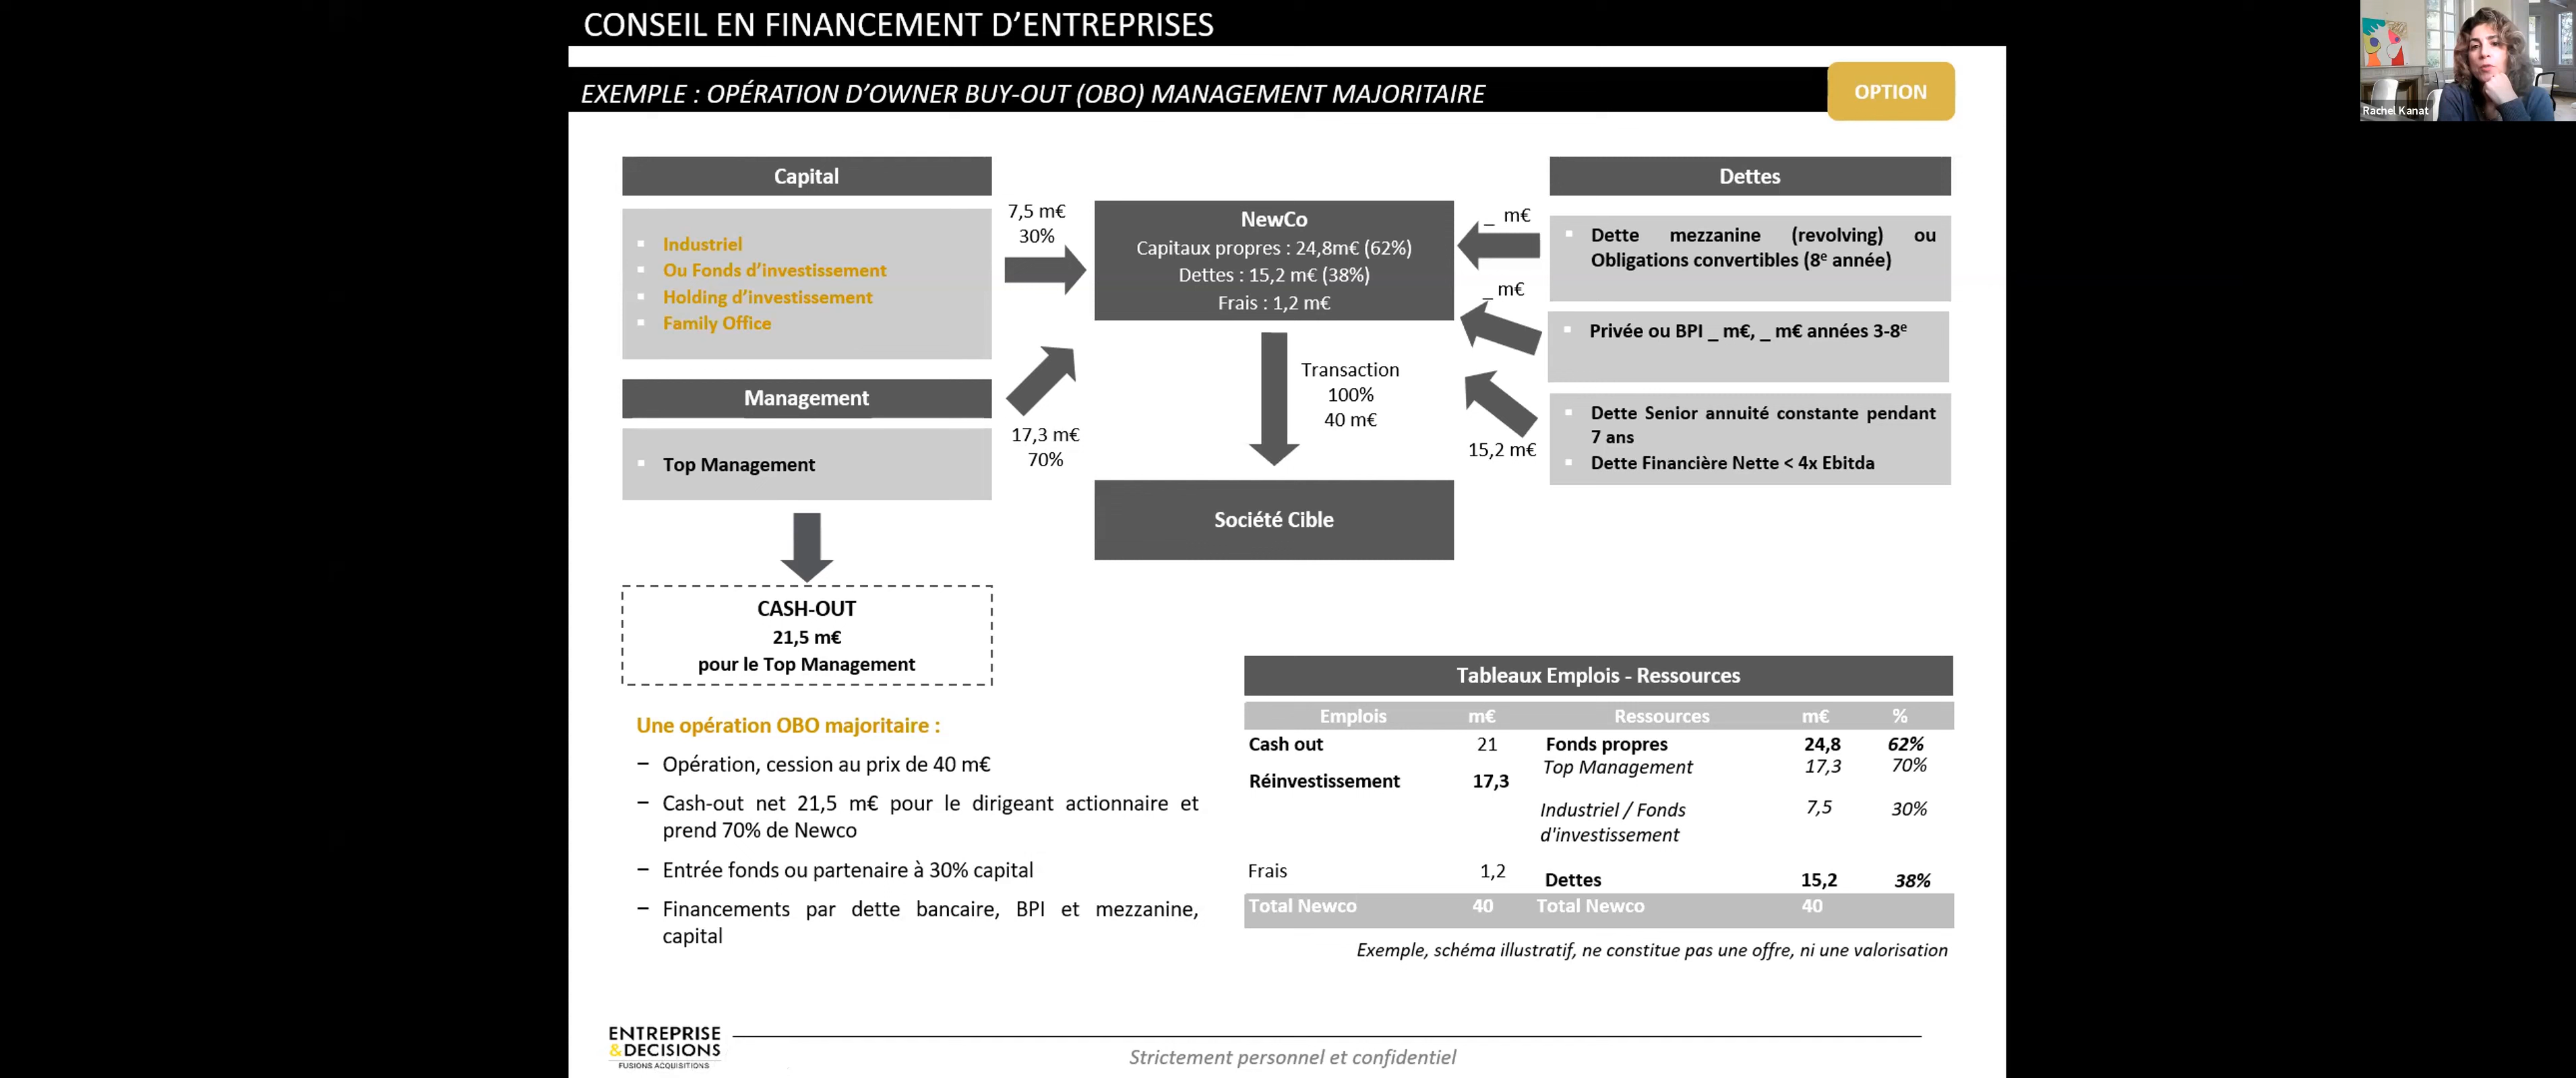 CONSEIL EN FINANCEMENT D'ENTREPRISES
EXEMPLE : OPÉRATION D'OWNER BUY-OUT (OBO) MANAGEMENT MAJORITAIRE
OPTION
Rachel Kanat
Capital
Industriel
Ou Fonds d'investissement
Holding d'investissement
Family Office
7,5 m€
30%
Management
Top Management
17,3 m€
70%
CASH-OUT
21,5 m€
pour le Top Management
NewCo
Capitaux propres : 24,8m€ (62%)
Dettes : 15,2 m€ (38%)
Frais : 1,2 m€
Transaction
100%
40 m€
Société Cible
Dettes
_ m€
Dette mezzanine (revolving) ou
Obligations convertibles (8e année)
_ m€
Privée ou BPI _ m€, _ m€ années 3-8e
15,2 m€
Dette Senior annuité constante pendant
7 ans
Dette Financière Nette < 4x Ebitda
Une opération OBO majoritaire :
– Opération, cession au prix de 40 m€
– Cash-out net 21,5 m€ pour le dirigeant actionnaire et
prend 70% de Newco
– Entrée fonds ou partenaire à 30% capital
– Financements par dette bancaire, BPI et mezzanine,
capital
Tableaux Emplois - Ressources
Emplois m€ Ressources m€ %
Cash out 21 Fonds propres 24,8 62%
Top Management 17,3 70%
Réinvestissement 17,3
Industriel / Fonds 7,5 30%
d'investissement
Frais 1,2
Dettes 15,2 38%
Total Newco 40 Total Newco 40
Exemple, schéma illustratif, ne constitue pas une offre, ni une valorisation
ENTREPRISE
&DECISIONS
FUSIONS ACQUISITIONS
Strictement personnel et confidentiel